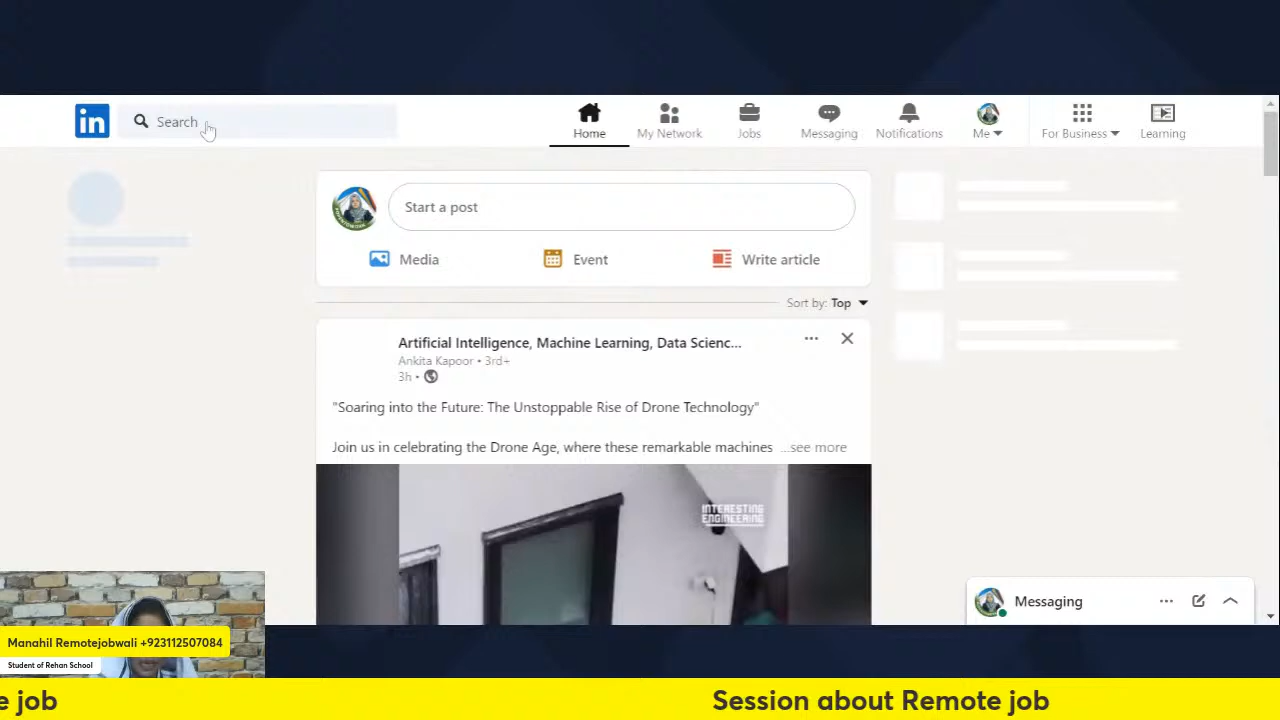 in
Search
Home
My Network
Jobs
Messaging
Notifications
Me
For Business
Learning
Start a post
Media
Event
Write article
Sort by: Top
Artificial Intelligence, Machine Learning, Data Scienc...
Ankita Kapoor • 3rd+
3h •
"Soaring into the Future: The Unstoppable Rise of Drone Technology"
Join us in celebrating the Drone Age, where these remarkable machines ...see more
INTERESTING
ENGINEERING
Messaging
Manahil Remotejobwali +923112507084
Student of Rehan School
e job
Session about Remote job